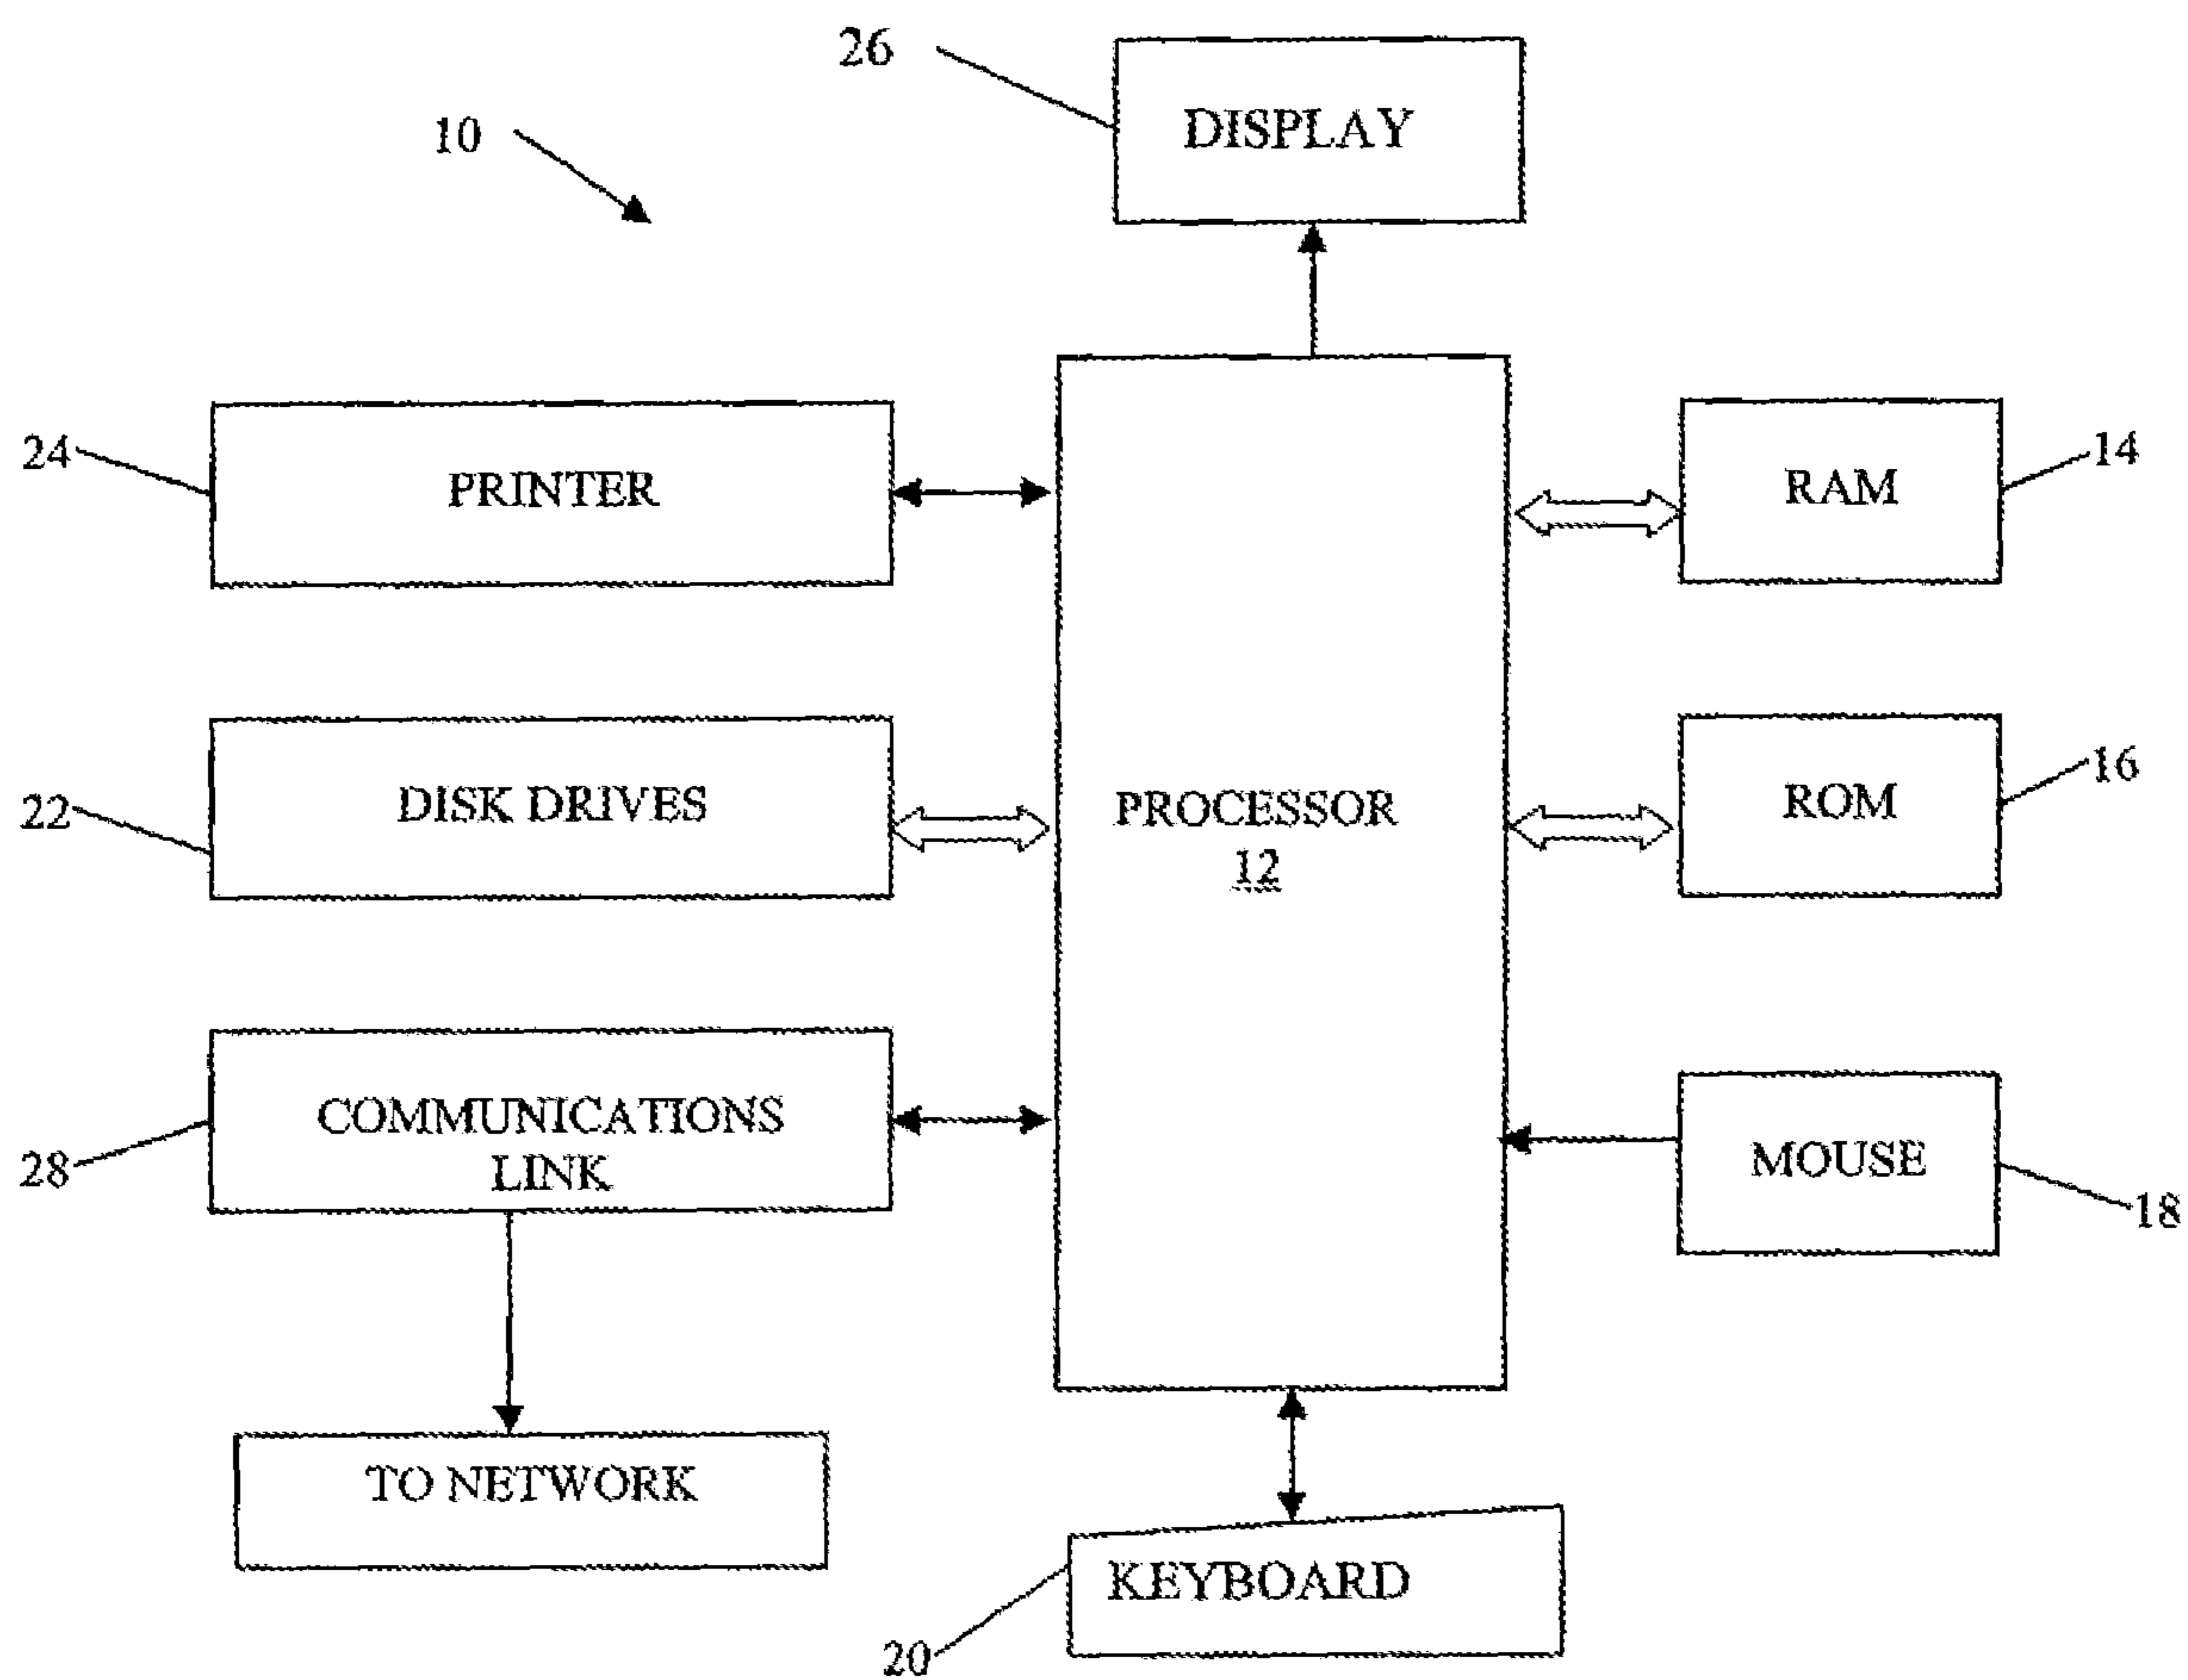 26
DISPLAY
10
24
PRINTER
RAM
14
22
DISK DRIVES
PROCESSOR
12
ROM
16
28
COMMUNICATIONS
LINK
MOUSE
18
TO NETWORK
KEYBOARD
20